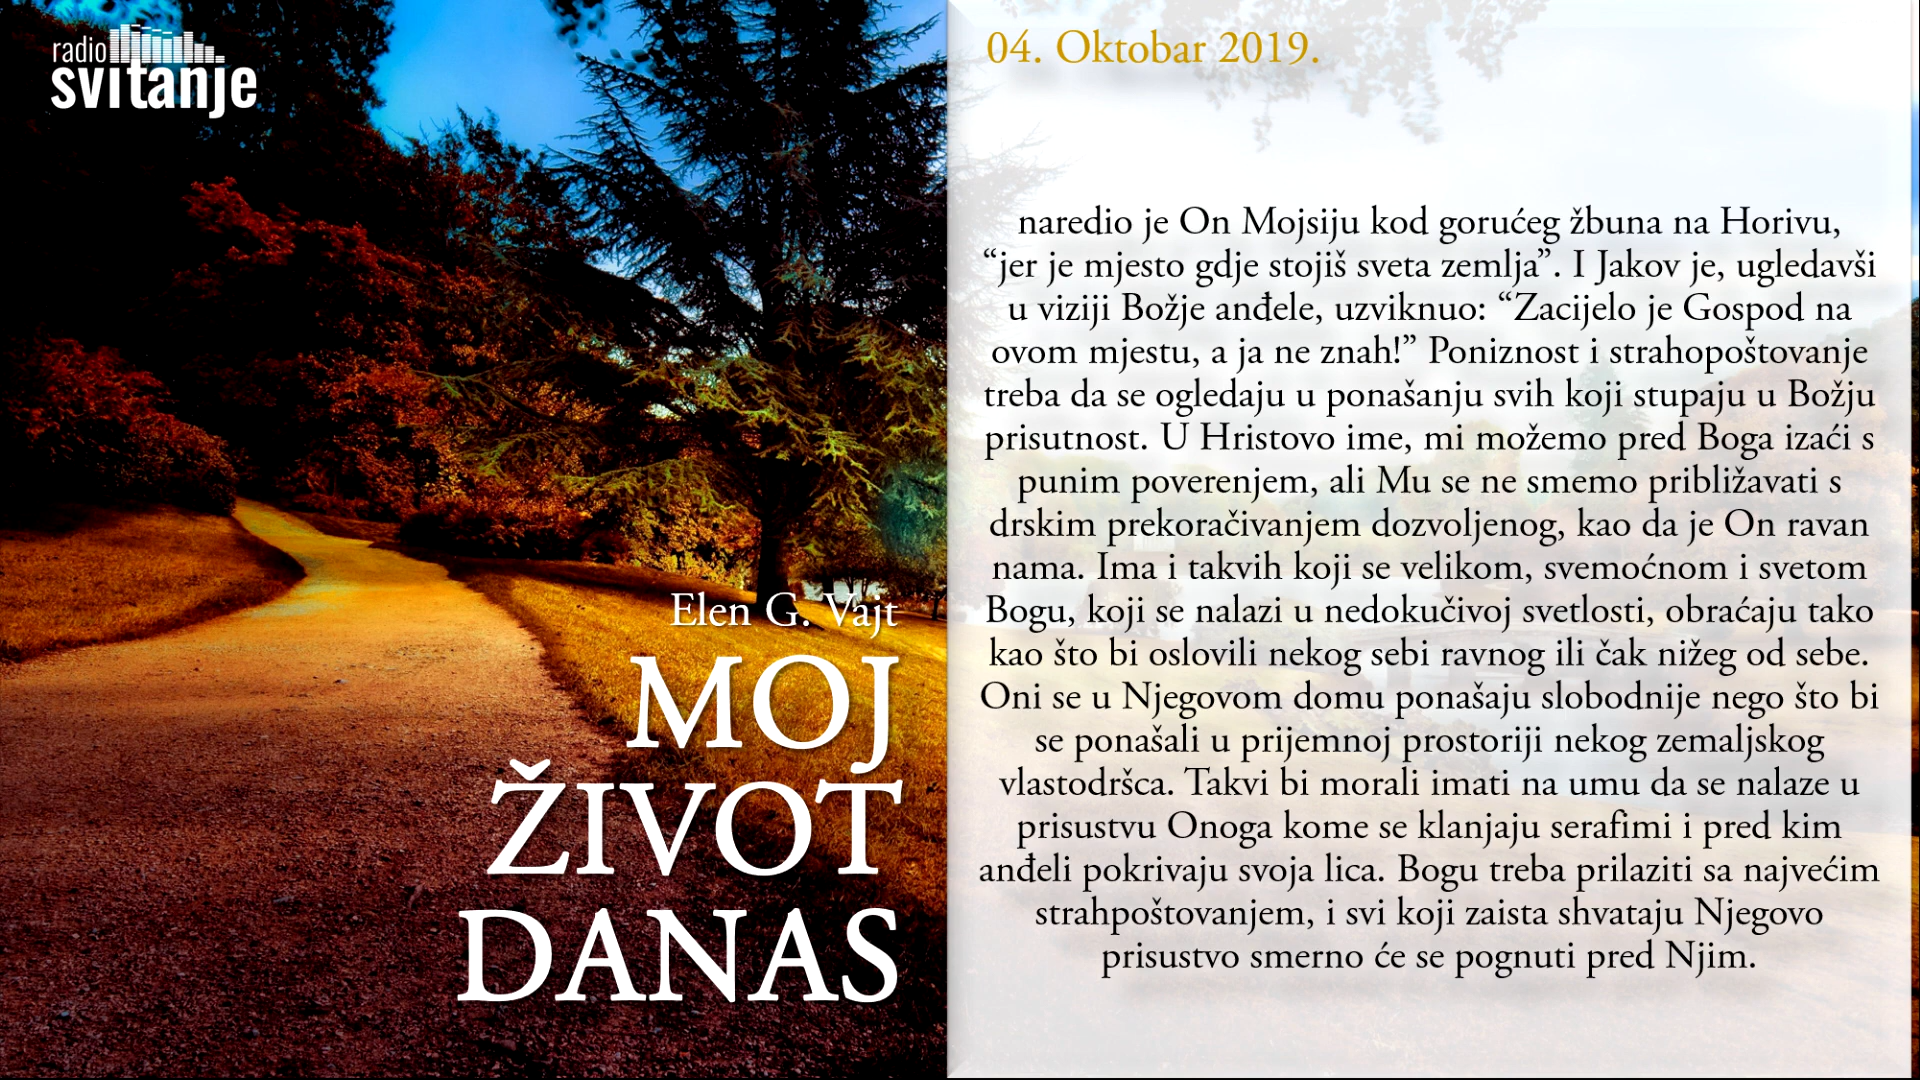 radio
svitanje
Elen G. Vajt
MOJ
ŽIVOT
DANAS
04. Oktobar 2019.
naredio je On Mojsiju kod gorućeg žbuna na Horivu,
“jer je mjesto gdje stojiš sveta zemlja”. I Jakov je, ugledavši
u viziji Božje anđele, uzviknuo: “Zacijelo je Gospod na
ovom mjestu, a ja ne znah!” Poniznost i strahopoštovanje
treba da se ogledaju u ponašanju svih koji stupaju u Božju
prisutnost. U Hristovo ime, mi možemo pred Boga izaći s
punim poverenjem, ali Mu se ne smemo približavati s
drskim prekoračivanjem dozvoljenog, kao da je On ravan
nama. Ima i takvih koji se velikom, svemoćnom i svetom
Bogu, koji se nalazi u nedokučivoj svetlosti, obraćaju tako
kao što bi oslovili nekog sebi ravnog ili čak nižeg od sebe.
Oni se u Njegovom domu ponašaju slobodnije nego što bi
se ponašali u prijemnoj prostoriji nekog zemaljskog
vlastodršca. Takvi bi morali imati na umu da se nalaze u
prisustvu Onoga kome se klanjaju serafimi i pred kim
anđeli pokrivaju svoja lica. Bogu treba prilaziti sa najvećim
strahpoštovanjem, i svi koji zaista shvataju Njegovo
prisustvo smerno će se pognuti pred Njim.